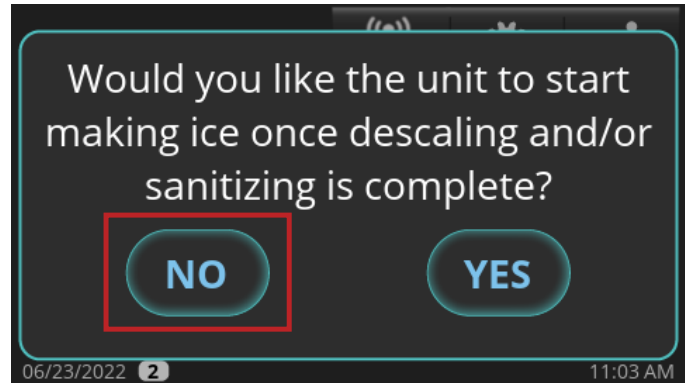 Would you like the unit to start
making ice once descaling and/or
sanitizing is complete?
NO YES
06/23/2022 2 11:03 AM